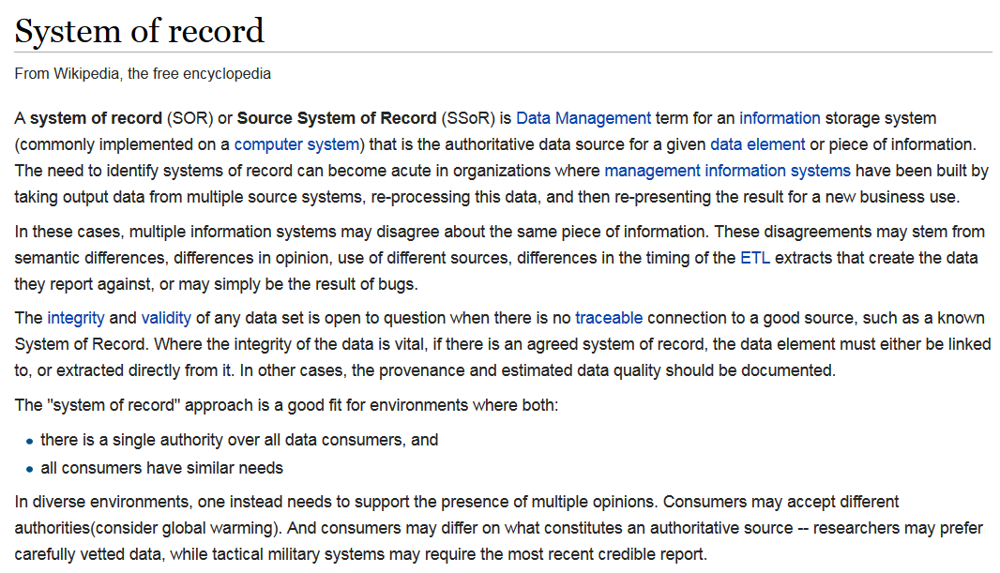 System of record
From Wikipedia, the free encyclopedia
A system of record (SOR) or Source System of Record (SSoR) is Data Management term for an information storage system
(commonly implemented on a computer system) that is the authoritative data source for a given data element or piece of information.
The need to identify systems of record can become acute in organizations where management information systems have been built by
taking output data from multiple source systems, re-processing this data, and then re-presenting the result for a new business use.
In these cases, multiple information systems may disagree about the same piece of information. These disagreements may stem from
semantic differences, differences in opinion, use of different sources, differences in the timing of the ETL extracts that create the data
they report against, or may simply be the result of bugs.
The integrity and validity of any data set is open to question when there is no traceable connection to a good source, such as a known
System of Record. Where the integrity of the data is vital, if there is an agreed system of record, the data element must either be linked
to, or extracted directly from it. In other cases, the provenance and estimated data quality should be documented.
The "system of record" approach is a good fit for environments where both:
• there is a single authority over all data consumers, and
• all consumers have similar needs
In diverse environments, one instead needs to support the presence of multiple opinions. Consumers may accept different
authorities(consider global warming). And consumers may differ on what constitutes an authoritative source -- researchers may prefer
carefully vetted data, while tactical military systems may require the most recent credible report.